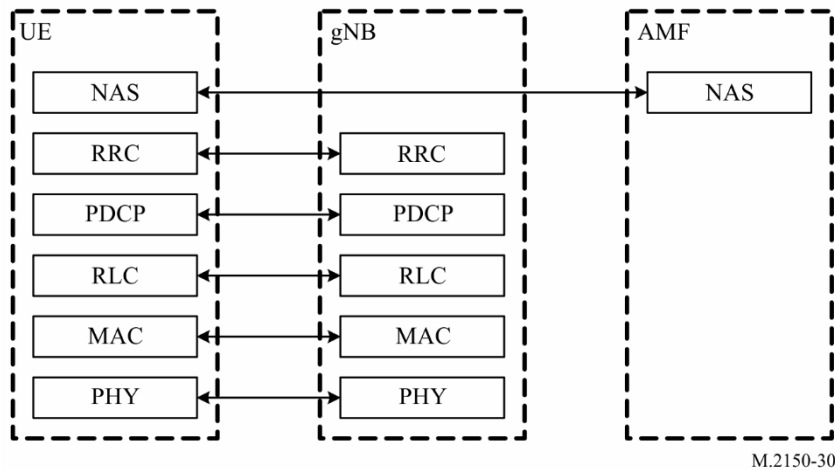 UE gNB AMF
NAS NAS
RRC RRC
PDCP PDCP
RLC RLC
MAC MAC
PHY PHY
M.2150-30